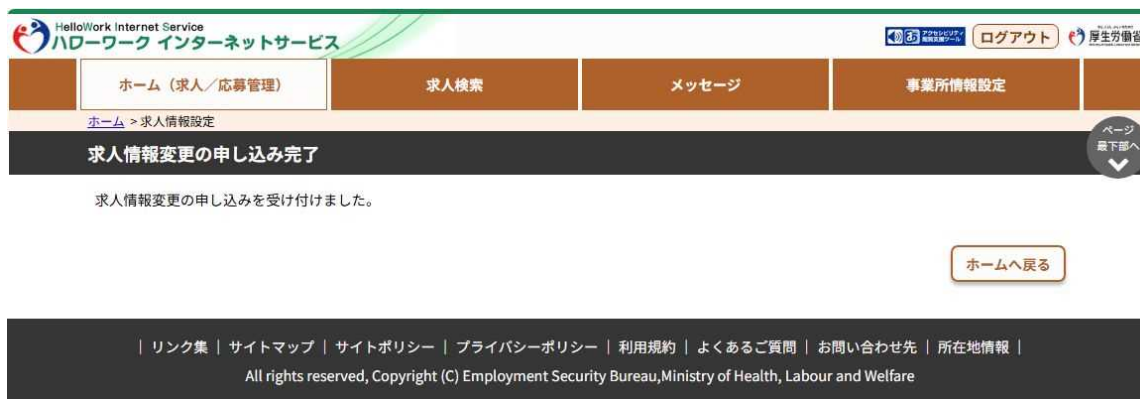 HelloWork Internet Service
ハローワーク インターネットサービス
ログアウト
厚生労働省
ホーム（求人／応募管理）
求人検索
メッセージ
事業所情報設定
ホーム > 求人情報設定
ページ
最下部へ
求人情報変更の申し込み完了
求人情報変更の申し込みを受け付けました。
ホームへ戻る
| リンク集 | サイトマップ | サイトポリシー | プライバシーポリシー | 利用規約 | よくあるご質問 | お問い合わせ先 | 所在地情報 |
All rights reserved, Copyright (C) Employment Security Bureau,Ministry of Health, Labour and Welfare